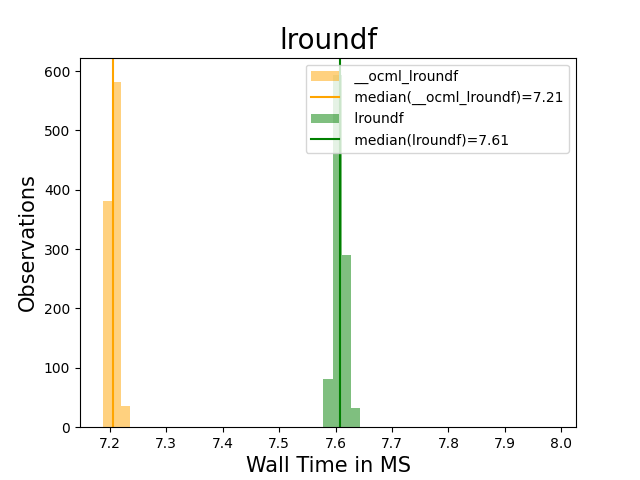 lroundf
__ocml_lroundf
median(__ocml_lroundf)=7.21
lroundf
median(lroundf)=7.61
Observations
600
500
400
300
200
100
0
7.2 7.3 7.4 7.5 7.6 7.7 7.8 7.9 8.0
Wall Time in MS